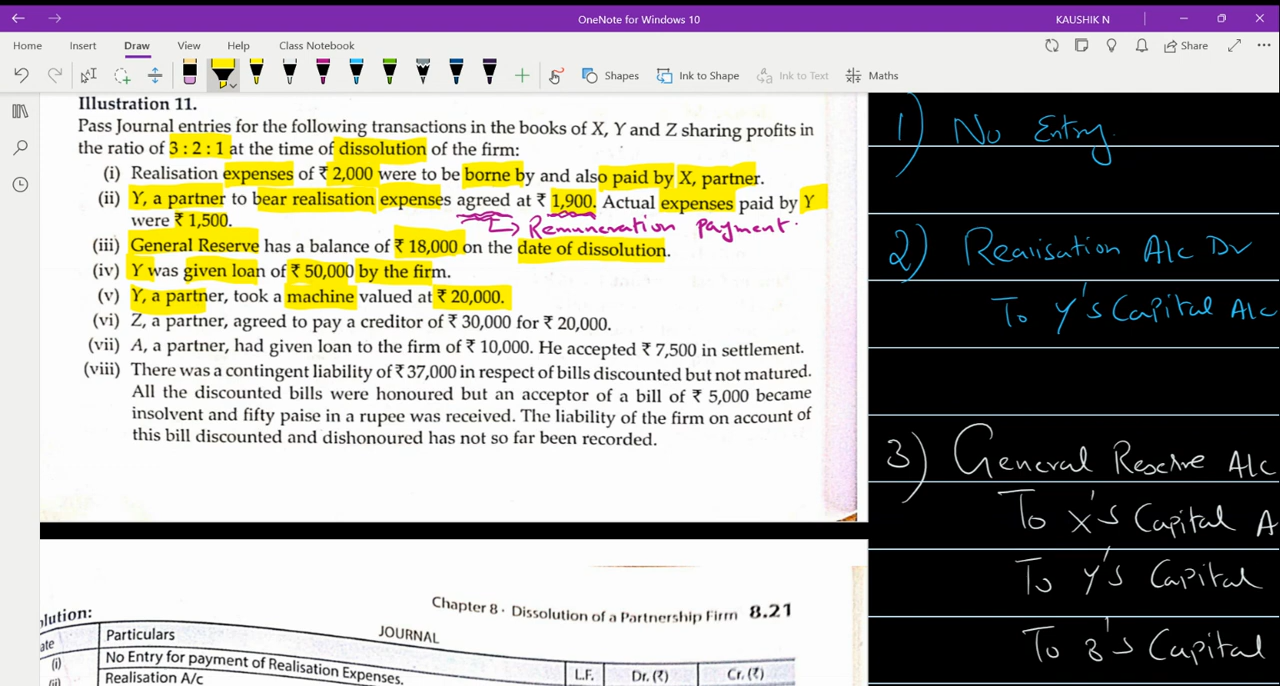 OneNote for Windows 10
KAUSHIK N
Home Insert Draw View Help Class Notebook
Share
Shapes Ink to Shape Ink to Text Maths
Illustration 11.
Pass Journal entries for the following transactions in the books of X, Y and Z sharing profits in
the ratio of 3 : 2 : 1 at the time of dissolution of the firm:
(i) Realisation expenses of ₹ 2,000 were to be borne by and also paid by X, partner.
(ii) Y, a partner to bear realisation expenses agreed at ₹ 1,900. Actual expenses paid by Y
were ₹ 1,500.
Remuneration Payment.
(iii) General Reserve has a balance of ₹ 18,000 on the date of dissolution.
(iv) Y was given loan of ₹ 50,000 by the firm.
(v) Y, a partner, took a machine valued at ₹ 20,000.
(vi) Z, a partner, agreed to pay a creditor of ₹ 30,000 for ₹ 20,000.
(vii) A, a partner, had given loan to the firm of ₹ 10,000. He accepted ₹ 7,500 in settlement.
(viii) There was a contingent liability of ₹ 37,000 in respect of bills discounted but not matured.
All the discounted bills were honoured but an acceptor of a bill of ₹ 5,000 became
insolvent and fifty paise in a rupee was received. The liability of the firm on account of
this bill discounted and dishonoured has not so far been recorded.
Chapter 8 · Dissolution of a Partnership Firm 8.21
olution:
JOURNAL
ate Particulars L.F. Dr. (₹) Cr. (₹)
(i) No Entry for payment of Realisation Expenses.
(ii) Realisation A/c
1) No Entry
2) Realisation A/c Dr
To Y's Capital A/c
3) General Reserve A/c
To X's Capital A
To Y's Capital
To Z's Capital